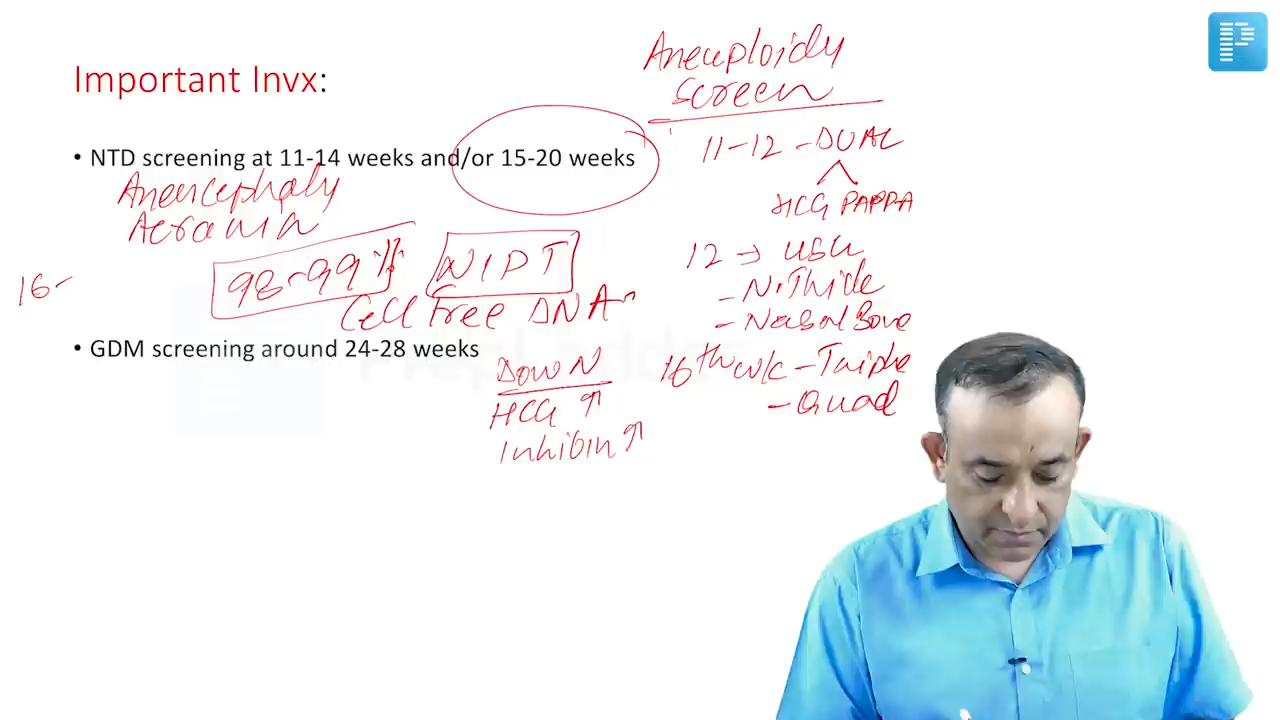 Important Invx:
• NTD screening at 11-14 weeks and/or 15-20 weeks
Anencephaly
Acrania
16-
98-99%
NIPT
Cell free DNA
• GDM screening around 24-28 weeks
Down
HCG ↑
Inhibin ↑
Aneuploidy
screen
11-12 - DUAL
HCG PAPPA
12 → USG
- N.Thick
- Nasal Bone
16th wk - Triple
- Quad
P